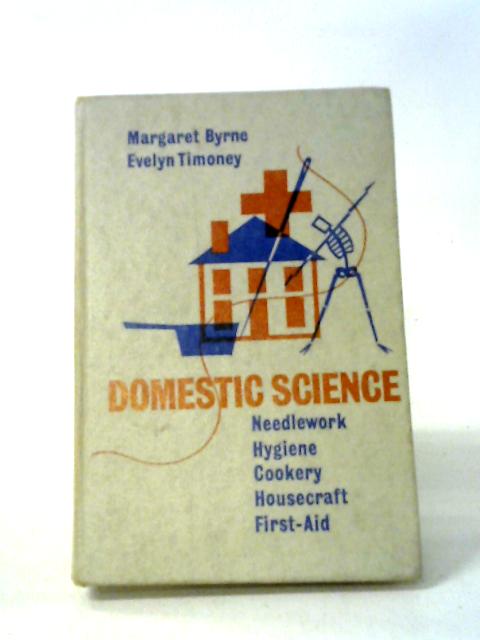 Margaret Byrne
Evelyn Timoney
DOMESTIC SCIENCE
Needlework
Hygiene
Cookery
Housecraft
First-Aid